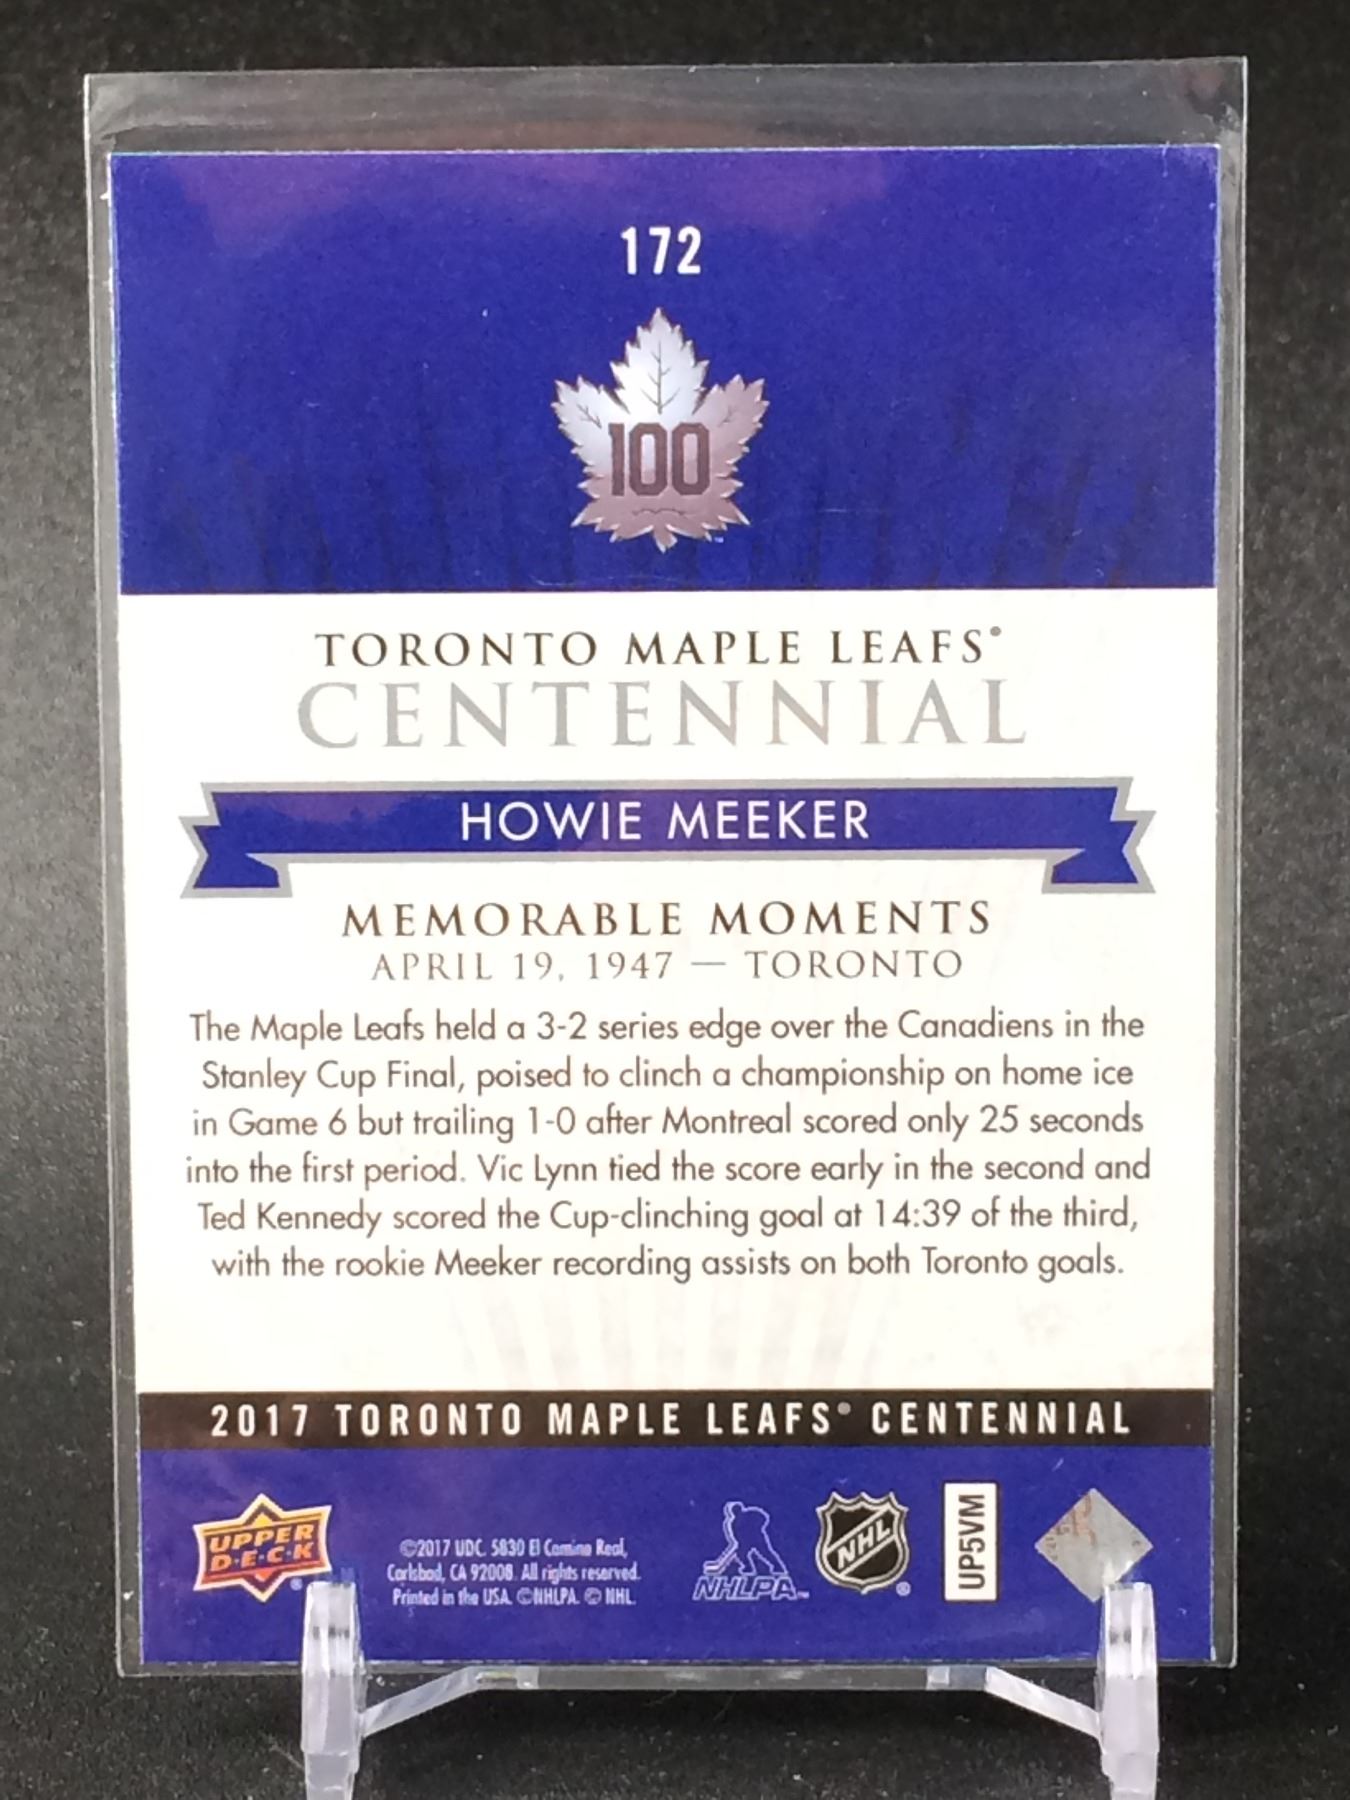 172
100
TORONTO MAPLE LEAFS®
CENTENNIAL
HOWIE MEEKER
MEMORABLE MOMENTS
APRIL 19, 1947 — TORONTO
The Maple Leafs held a 3-2 series edge over the Canadiens in the
Stanley Cup Final, poised to clinch a championship on home ice
in Game 6 but trailing 1-0 after Montreal scored only 25 seconds
into the first period. Vic Lynn tied the score early in the second and
Ted Kennedy scored the Cup-clinching goal at 14:39 of the third,
with the rookie Meeker recording assists on both Toronto goals.
2017 TORONTO MAPLE LEAFS® CENTENNIAL
UPPER
D·E·C·K
©2017 UDC. 5830 El Camino Real,
Carlsbad, CA 92008. All rights reserved.
Printed in the USA. ©NHLPA. © NHL.
NHLPA™
NHL®
UP5VM